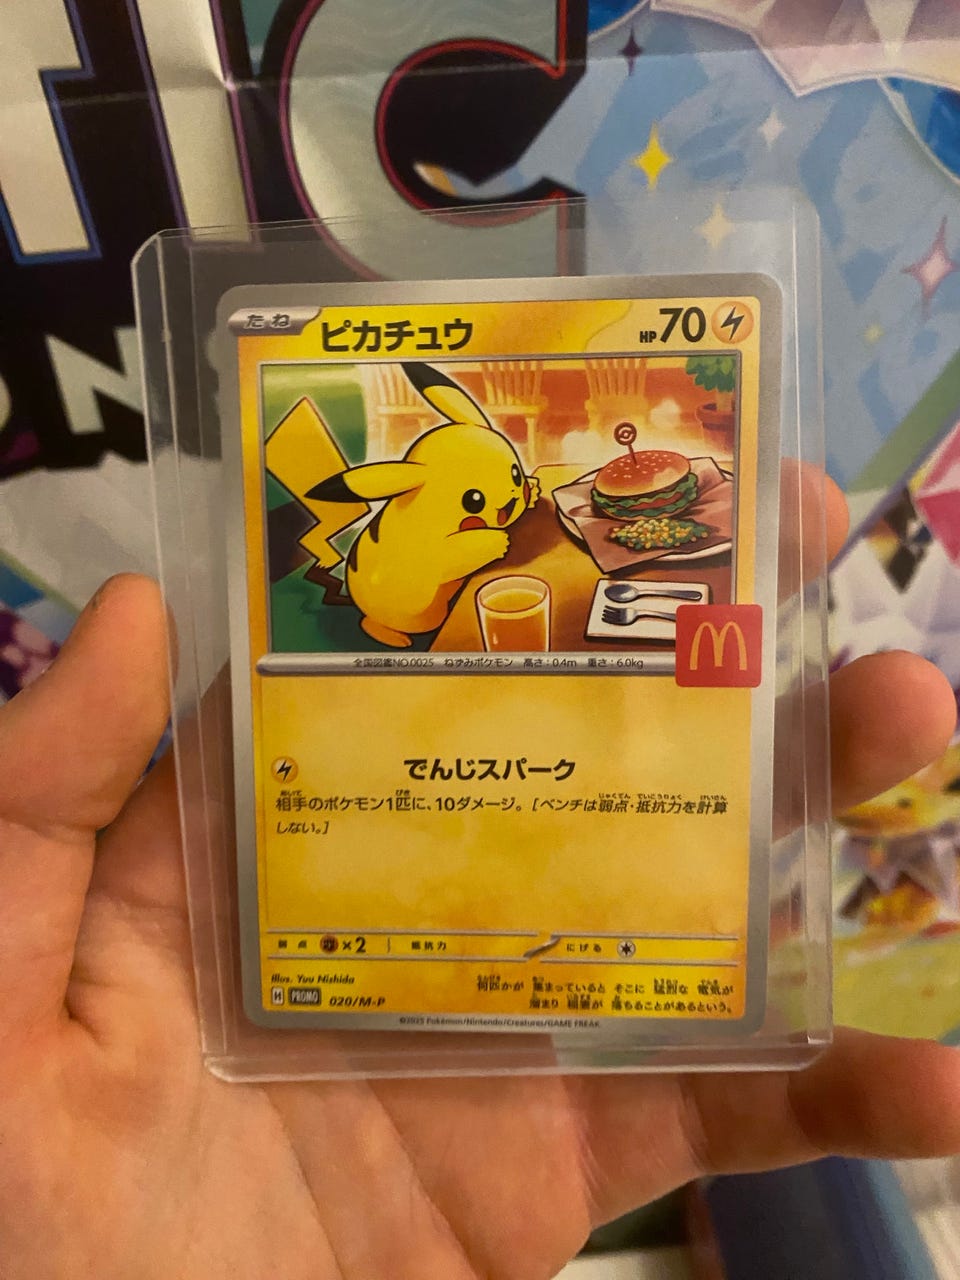 たね
ピカチュウ
HP70
全国図鑑NO.0025 ねずみポケモン 高さ:0.4m 重さ:6.0kg
でんじスパーク
相手のポケモン1匹に、10ダメージ。[ベンチは弱点・抵抗力を計算
しない。]
弱点 ×2 抵抗力 にげる
Illus. Yuu Nishida
何匹かが 集まっていると そこに 猛烈な 電気が
H PROMO 020/M-P
溜まり 稲妻が 落ちることがあるという。
©2025 Pokémon/Nintendo/Creatures/GAME FREAK